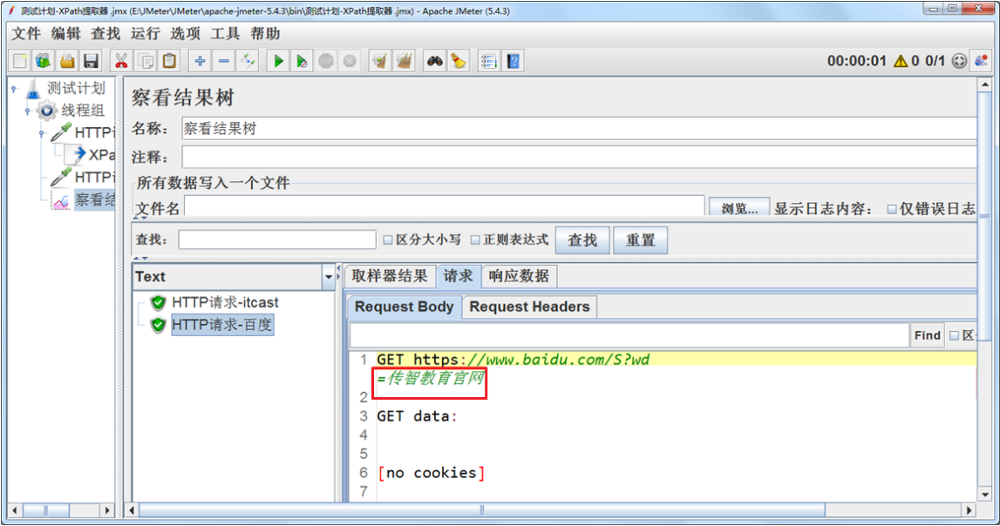 测试计划-XPath提取器 .jmx (E:\JMeter\JMeter\apache-jmeter-5.4.3\bin\测试计划-XPath提取器 .jmx) - Apache JMeter (5.4.3)
文件 编辑 查找 运行 选项 工具 帮助
00:00:01 0 0/1
测试计划
线程组
HTTP
XPa
HTTP
察看结
察看结果树
名称：
察看结果树
注释：
所有数据写入一个文件
文件名
浏览...
显示日志内容：
仅错误日志
查找：
区分大小写
正则表达式
查找
重置
Text
HTTP请求-itcast
HTTP请求-百度
取样器结果 请求 响应数据
Request Body Request Headers
Find
区
1 GET https://www.baidu.com/S?wd
=传智教育官网
2
3 GET data:
4
5
6 [no cookies]
7